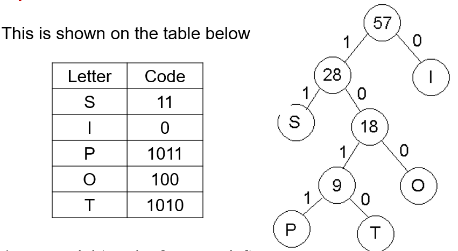 This is shown on the table below
Letter Code
S 11
I 0
P 1011
O 100
T 1010
57
1 0
28 I
1 0
S 18
1 0
9 O
1 0
P T